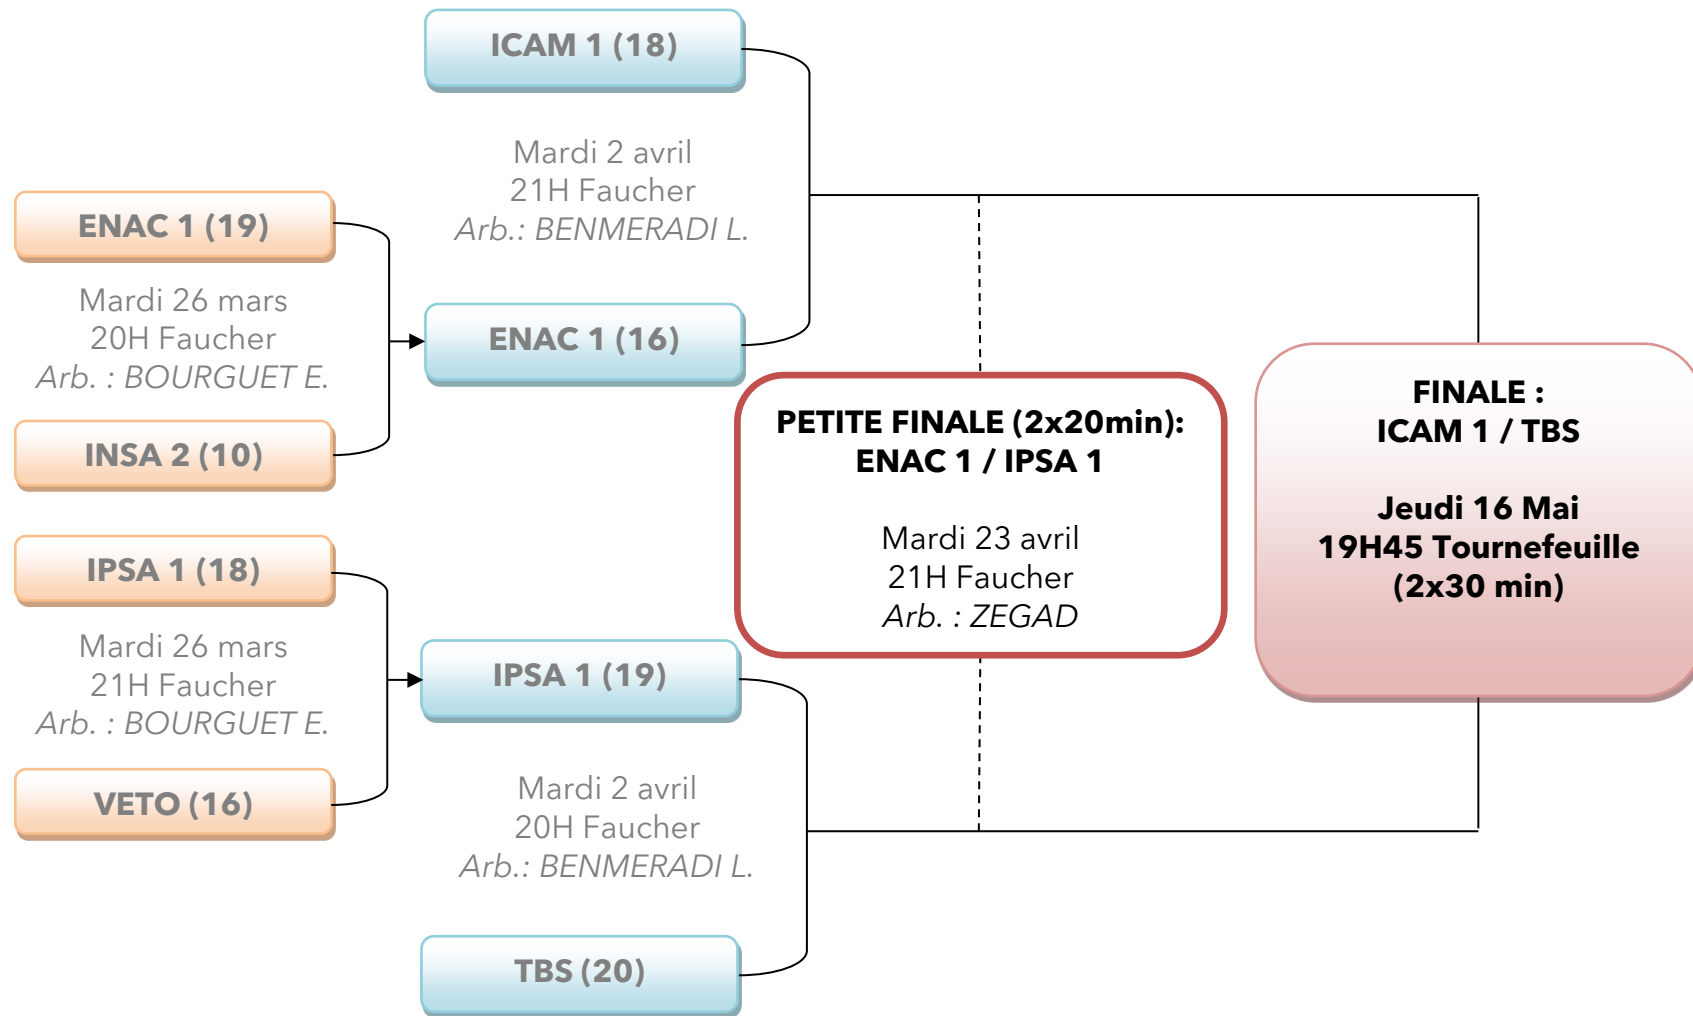 ICAM 1 (18)
Mardi 2 avril
21H Faucher
Arb.: BENMERADI L.
ENAC 1 (19)
Mardi 26 mars
20H Faucher
Arb. : BOURGUET E.
ENAC 1 (16)
INSA 2 (10)
IPSA 1 (18)
Mardi 26 mars
21H Faucher
Arb. : BOURGUET E.
IPSA 1 (19)
VETO (16)
Mardi 2 avril
20H Faucher
Arb.: BENMERADI L.
TBS (20)
PETITE FINALE (2x20min):
ENAC 1 / IPSA 1
Mardi 23 avril
21H Faucher
Arb. : ZEGAD
FINALE :
ICAM 1 / TBS
Jeudi 16 Mai
19H45 Tournefeuille
(2x30 min)